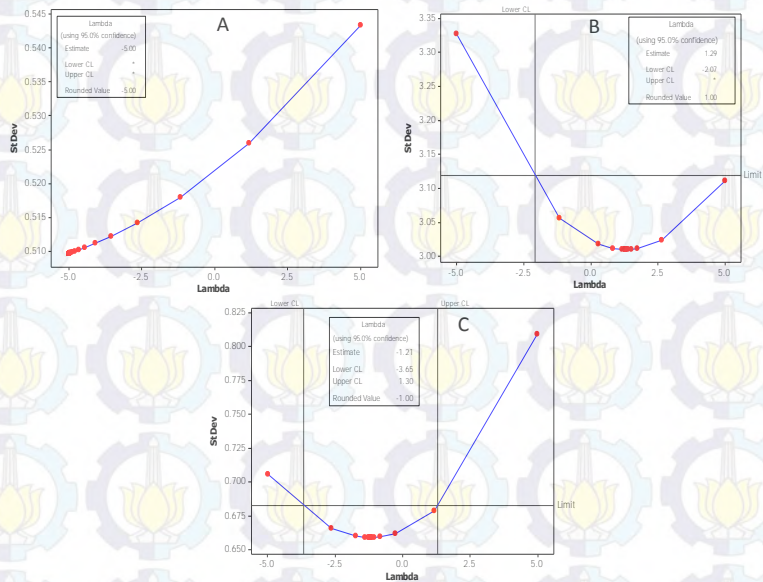 A
0.545
0.540
0.535
0.530
0.525
0.520
0.515
0.510
StDev
-5.0 -2.5 0.0 2.5 5.0
Lambda
Lambda
(using 95.0% confidence)
Estimate -5.00
Lower CL *
Upper CL *
Rounded Value -5.00
B
Lower CL
3.35
3.30
3.25
3.20
3.15
3.10
3.05
3.00
StDev
-5.0 -2.5 0.0 2.5 5.0
Lambda
Limit
Lambda
(using 95.0% confidence)
Estimate 1.29
Lower CL -2.07
Upper CL *
Rounded Value 1.00
C
Lower CL Upper CL
0.825
0.800
0.775
0.750
0.725
0.700
0.675
0.650
StDev
-5.0 -2.5 0.0 2.5 5.0
Lambda
Limit
Lambda
(using 95.0% confidence)
Estimate -1.21
Lower CL -3.65
Upper CL 1.30
Rounded Value -1.00